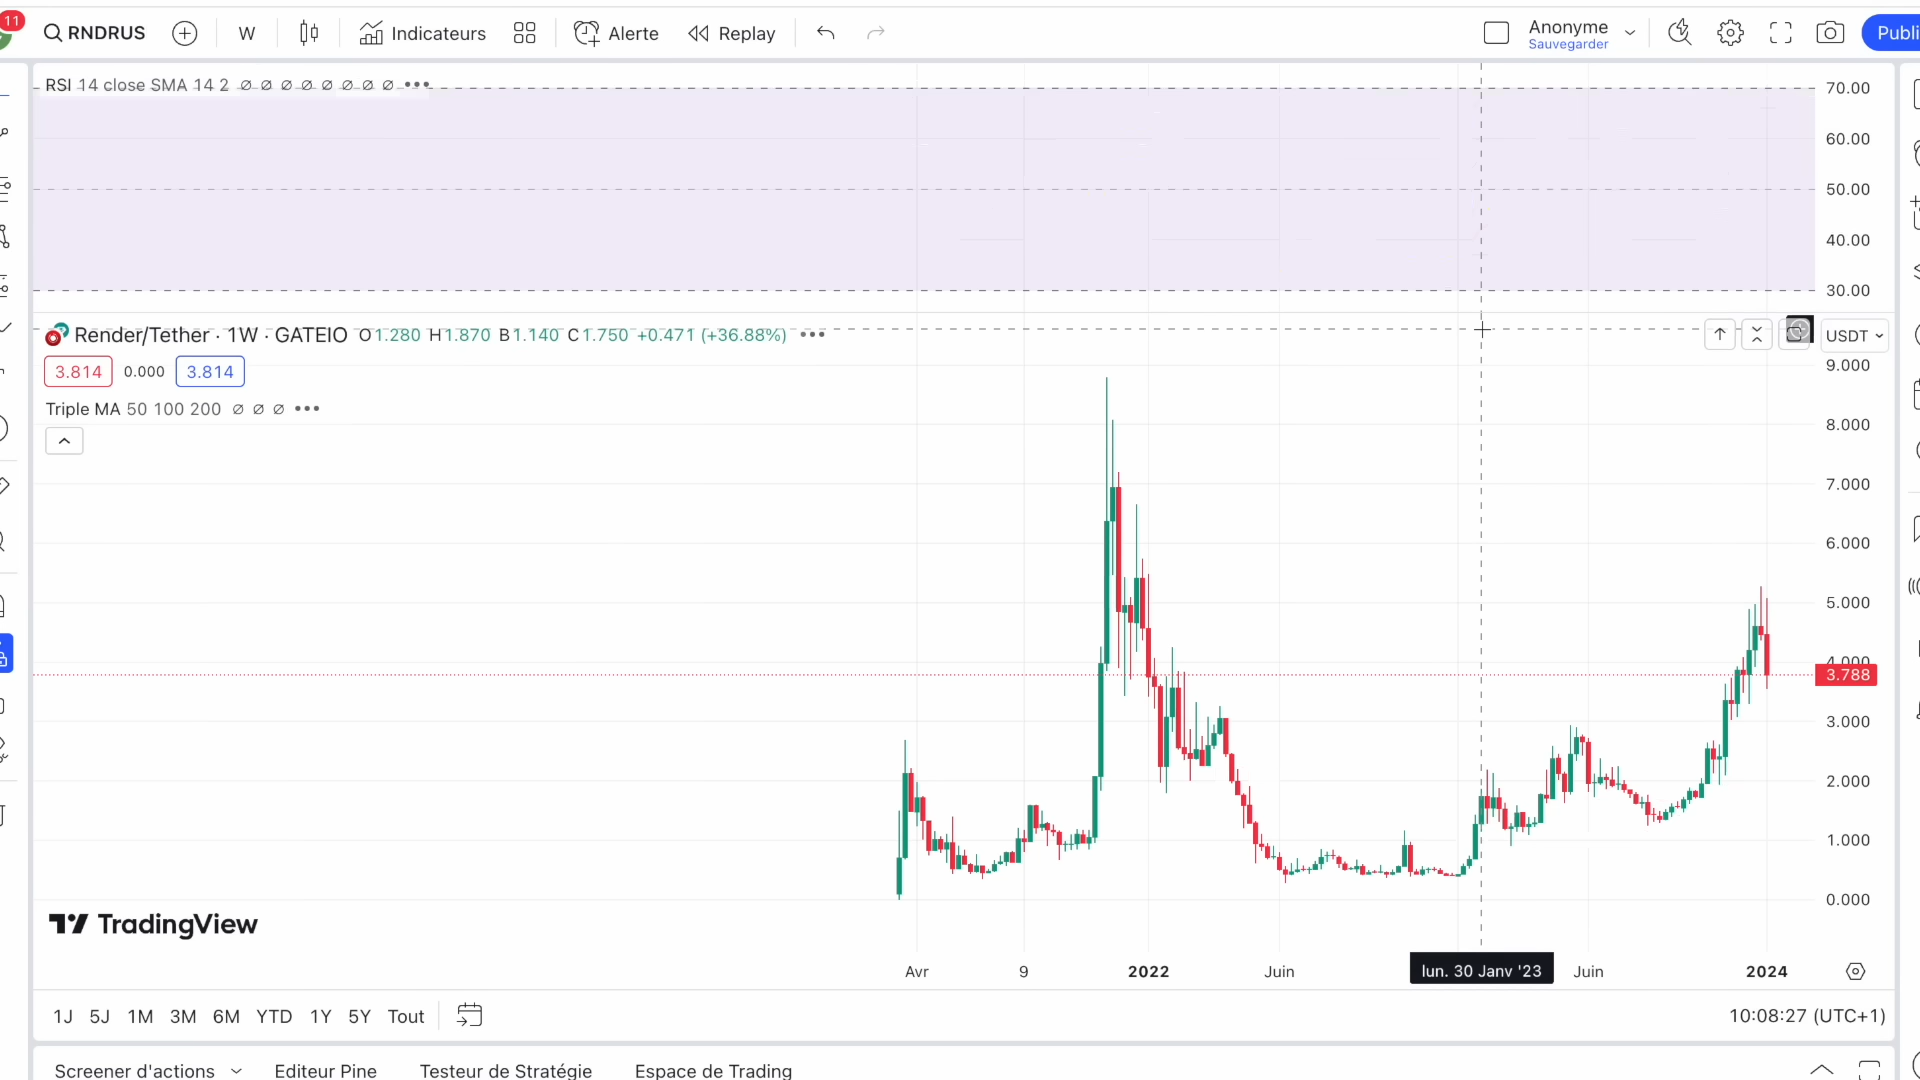 11
RNDRUS
W
Indicateurs
Alerte
Replay
Anonyme
Sauvegarder
Publi
RSI 14 close SMA 14 2 ∅ ∅ ∅ ∅ ∅ ∅ ∅ ∅
70.00
60.00
50.00
40.00
30.00
Render/Tether · 1W · GATEIO O1.280 H1.870 B1.140 C1.750 +0.471 (+36.88%)
USDT
3.814 0.000 3.814
Triple MA 50 100 200 ∅ ∅ ∅
9.000
8.000
7.000
6.000
5.000
4.000
3.788
3.000
2.000
1.000
0.000
TradingView
Avr 9 2022 Juin lun. 30 Janv '23 Juin 2024
1J 5J 1M 3M 6M YTD 1Y 5Y Tout
10:08:27 (UTC+1)
Screener d'actions Editeur Pine Testeur de Stratégie Espace de Trading